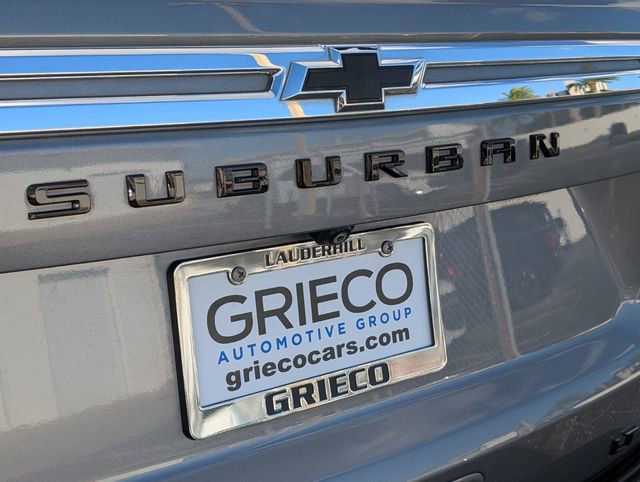 SUBURBAN
LAUDERHILL
GRIECO
AUTOMOTIVE GROUP
griecocars.com
GRIECO